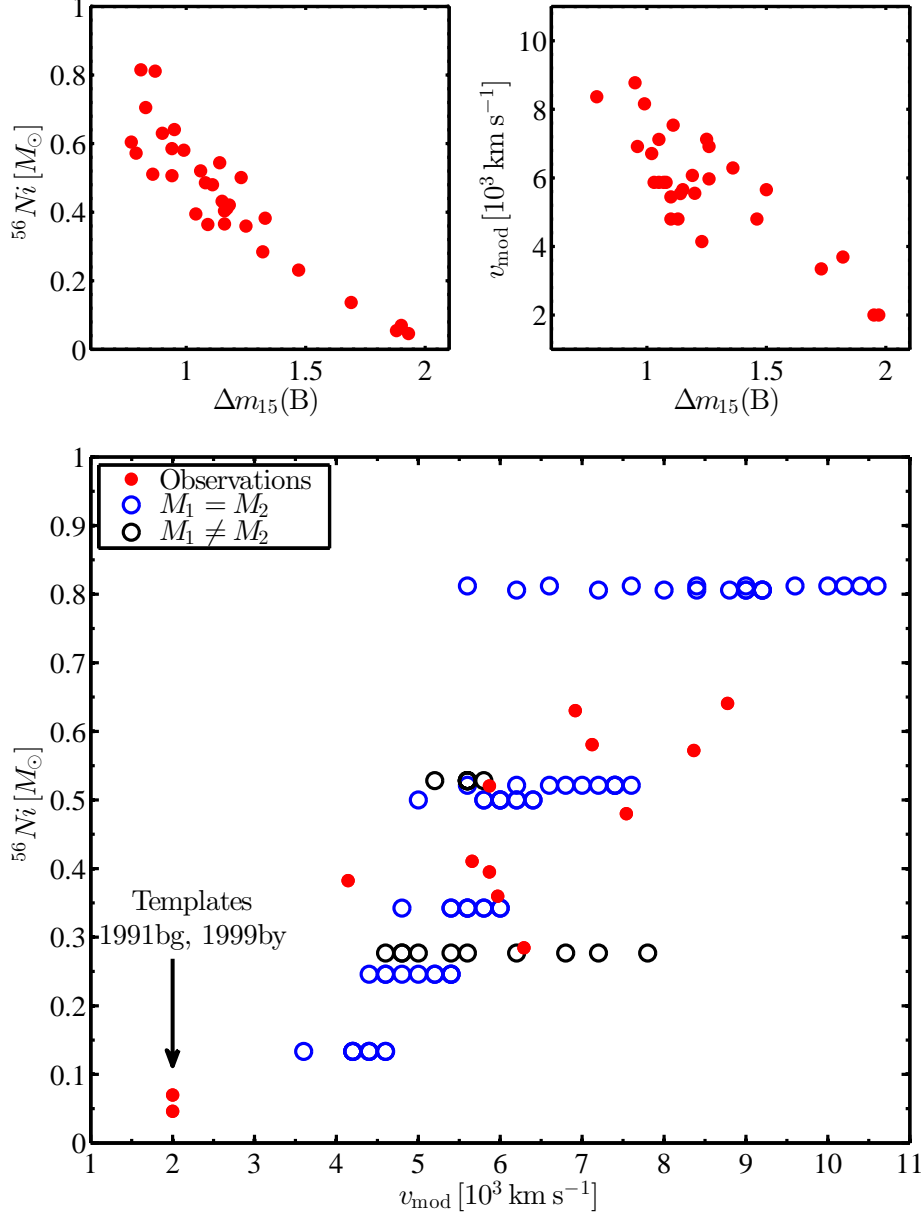 1
0.8
0.6
0.4
0.2
0
⁵⁶Ni [M⊙]
1 1.5 2
Δm₁₅(B)
10
8
6
4
2
v_mod [10³ km s⁻¹]
1 1.5 2
Δm₁₅(B)
1
0.9
0.8
0.7
0.6
0.5
0.4
0.3
0.2
0.1
0
⁵⁶Ni [M⊙]
Observations
M₁ = M₂
M₁ ≠ M₂
Templates
1991bg, 1999by
1 2 3 4 5 6 7 8 9 10 11
v_mod [10³ km s⁻¹]